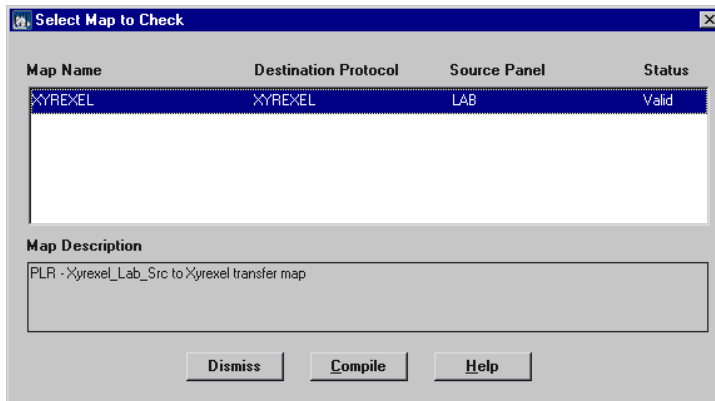 Select Map to Check
Map Name Destination Protocol Source Panel Status
XYREXEL XYREXEL LAB Valid
Map Description
PLR - Xyrexel_Lab_Src to Xyrexel transfer map
Dismiss Compile Help